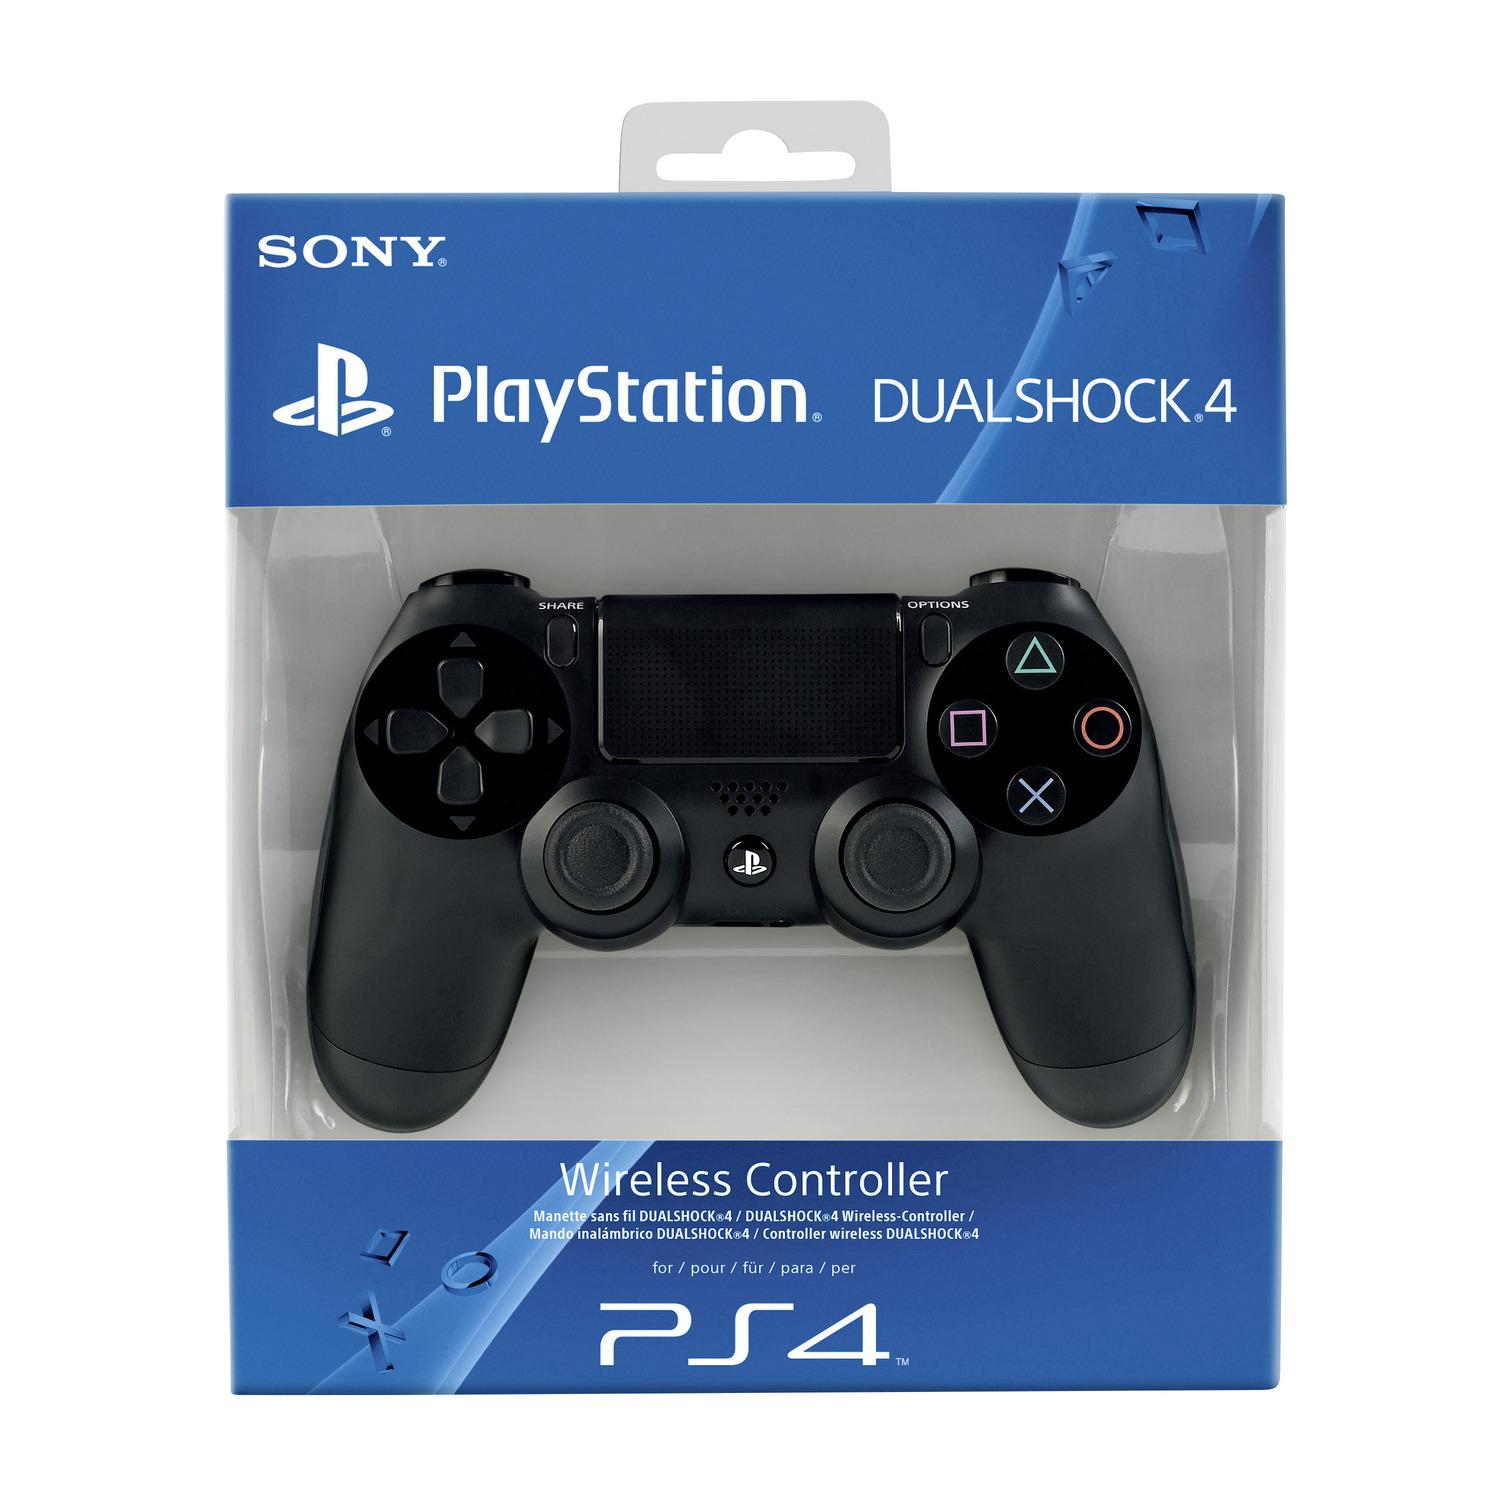 SONY®
PlayStation® DUALSHOCK®4
SHARE
OPTIONS
Wireless Controller
Manette sans fil DUALSHOCK®4 / DUALSHOCK®4 Wireless-Controller /
Mando inalámbrico DUALSHOCK®4 / Controller wireless DUALSHOCK®4
for / pour / für / para / per
PS4™